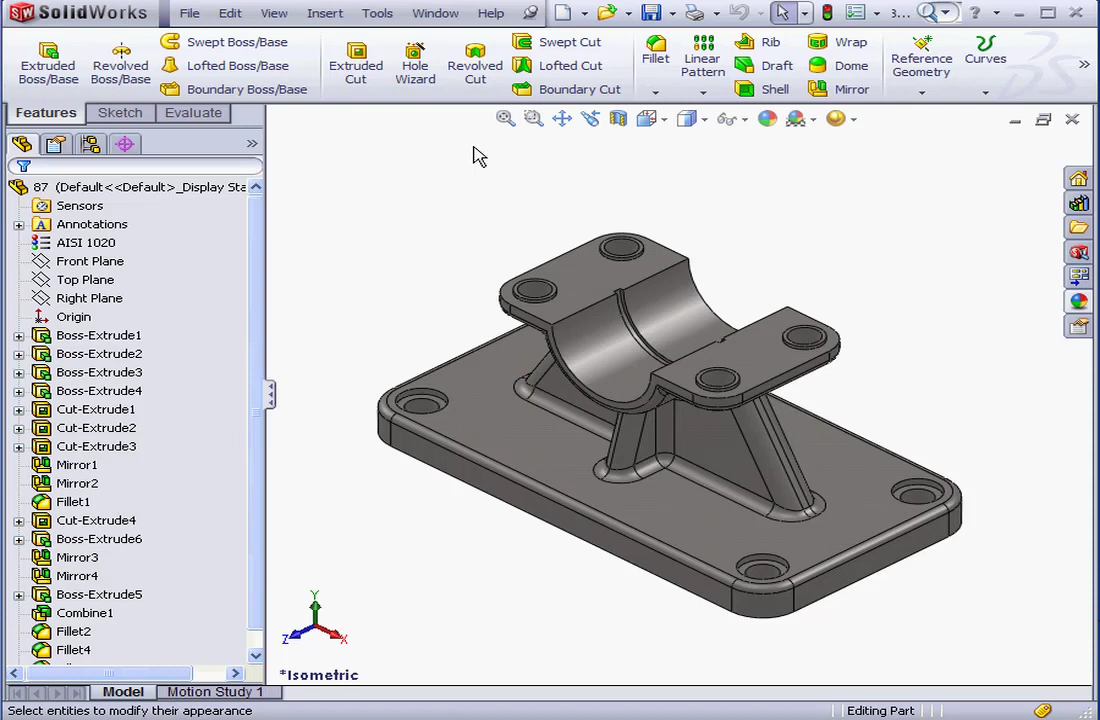 SolidWorks File Edit View Insert Tools Window Help 3... ?
Extruded Boss/Base
Revolved Boss/Base
Swept Boss/Base
Lofted Boss/Base
Boundary Boss/Base
Extruded Cut
Hole Wizard
Revolved Cut
Swept Cut
Lofted Cut
Boundary Cut
Fillet
Linear Pattern
Rib
Draft
Shell
Wrap
Dome
Mirror
Reference Geometry
Curves
Features Sketch Evaluate
87 (Default<<Default>_Display Sta
Sensors
Annotations
AISI 1020
Front Plane
Top Plane
Right Plane
Origin
Boss-Extrude1
Boss-Extrude2
Boss-Extrude3
Boss-Extrude4
Cut-Extrude1
Cut-Extrude2
Cut-Extrude3
Mirror1
Mirror2
Fillet1
Cut-Extrude4
Boss-Extrude6
Mirror3
Mirror4
Boss-Extrude5
Combine1
Fillet2
Fillet4
Y
Z
X
*Isometric
Model Motion Study 1
Select entities to modify their appearance
Editing Part